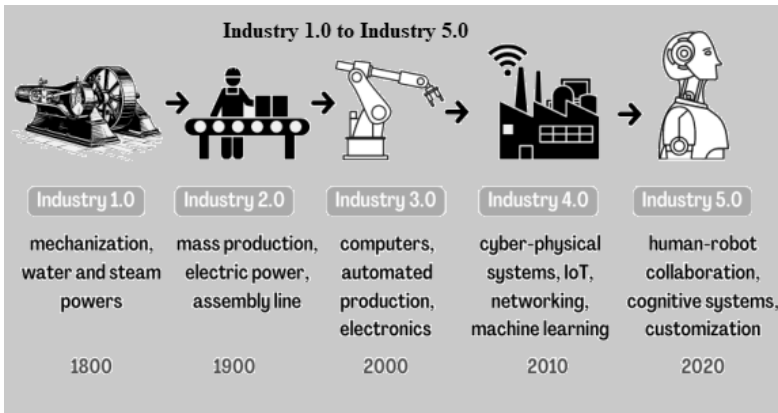 Industry 1.0 to Industry 5.0
Industry 1.0
mechanization,
water and steam
powers
1800
Industry 2.0
mass production,
electric power,
assembly line
1900
Industry 3.0
computers,
automated
production,
electronics
2000
Industry 4.0
cyber-physical
systems, IoT,
networking,
machine learning
2010
Industry 5.0
human-robot
collaboration,
cognitive systems,
customization
2020